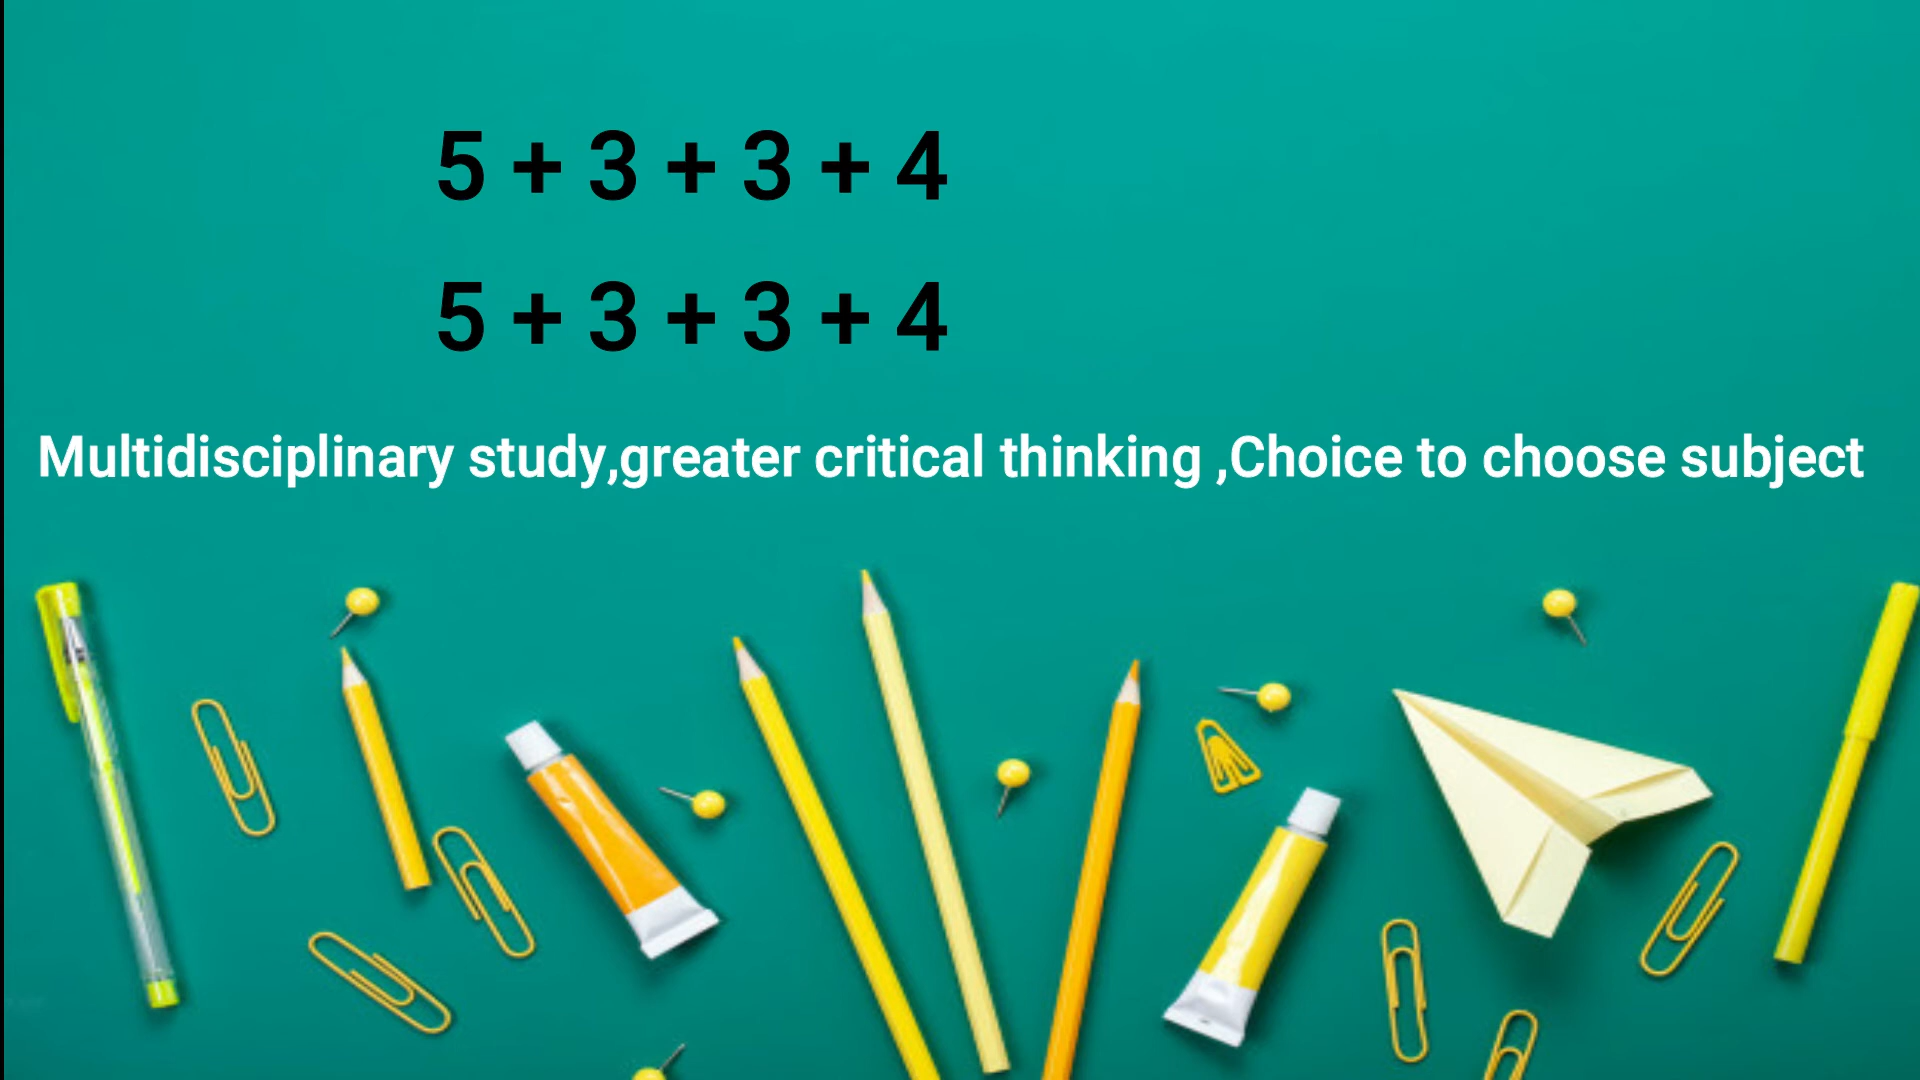 5 + 3 + 3 + 4
5 + 3 + 3 + 4
Multidisciplinary study,greater critical thinking ,Choice to choose subject